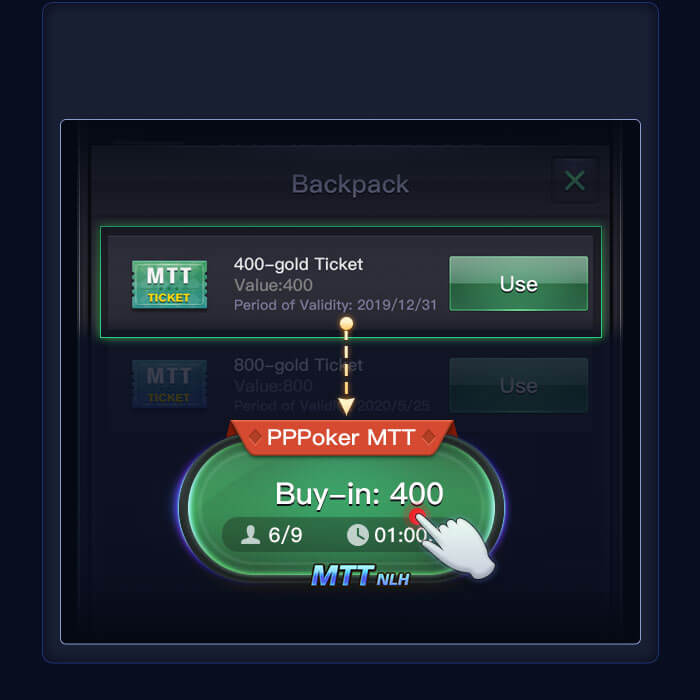 Backpack
MTT
TICKET
400-gold Ticket
Value:400
Period of Validity: 2019/12/31
Use
MTT
TICKET
800-gold Ticket
Value:800
Period of Validity: 2020/5/25
Use
PPPoker MTT
Buy-in: 400
6/9
01:00
MTT NLH